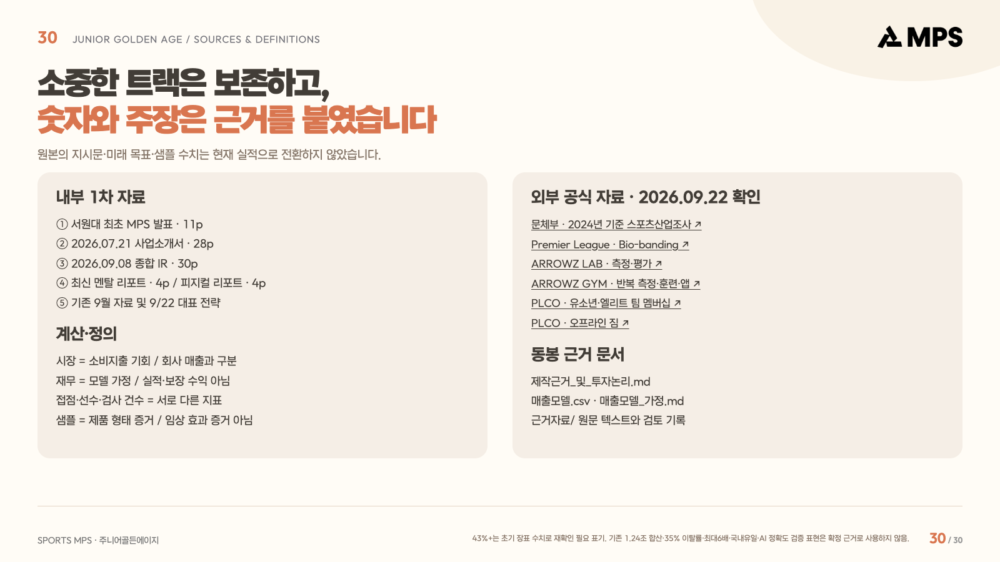 30 JUNIOR GOLDEN AGE / SOURCES & DEFINITIONS
MPS
소중한 트랙은 보존하고,
숫자와 주장은 근거를 붙였습니다
원본의 지시문·미래 목표·샘플 수치는 현재 실적으로 전환하지 않았습니다.
내부 1차 자료
① 서원대 최초 MPS 발표 · 11p
② 2026.07.21 사업소개서 · 28p
③ 2026.09.08 종합 IR · 30p
④ 최신 멘탈 리포트 · 4p / 피지컬 리포트 · 4p
⑤ 기존 9월 자료 및 9/22 대표 전략
계산·정의
시장 = 소비지출 기회 / 회사 매출과 구분
재무 = 모델 가정 / 실적·보장 수익 아님
접점·선수·검사 건수 = 서로 다른 지표
샘플 = 제품 형태 증거 / 임상 효과 증거 아님
외부 공식 자료 · 2026.09.22 확인
문체부 · 2024년 기준 스포츠산업조사 ↗
Premier League · Bio-banding ↗
ARROWZ LAB · 측정·평가 ↗
ARROWZ GYM · 반복 측정·훈련·앱 ↗
PLCO · 유소년·엘리트 팀 멤버십 ↗
PLCO · 오프라인 짐 ↗
동봉 근거 문서
제작근거_및_투자논리.md
매출모델.csv · 매출모델_가정.md
근거자료/ 원문 텍스트와 검토 기록
SPORTS MPS · 주니어골든에이지
43%+는 초기 장표 수치로 재확인 필요 표기. 기존 1.24조 합산·35% 이탈률·최대6배·국내유일·AI 정확도 검증 표현은 확정 근거로 사용하지 않음.
30 / 30